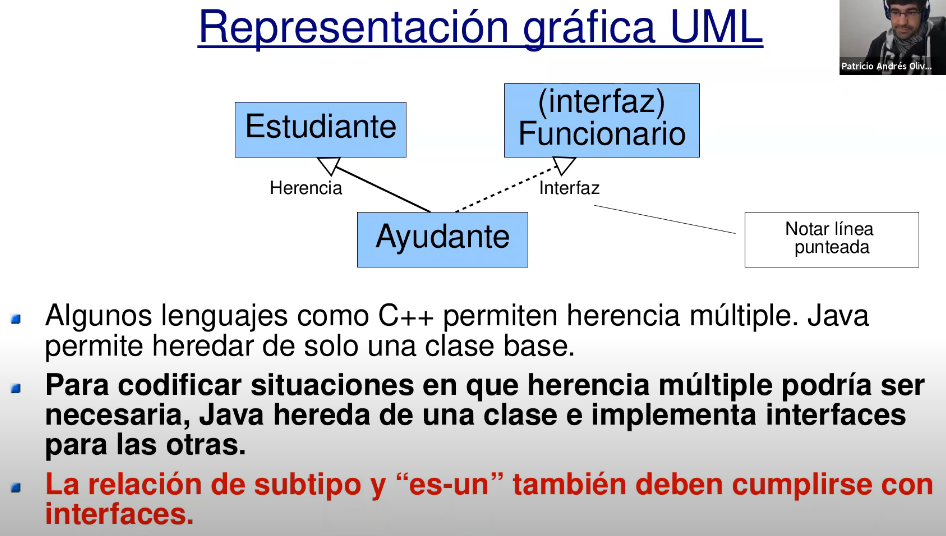 Representación gráfica UML
Patricio Andrés Oliv...
Estudiante
(interfaz)
Funcionario
Herencia
Interfaz
Ayudante
Notar línea
punteada
Algunos lenguajes como C++ permiten herencia múltiple. Java
permite heredar de solo una clase base.
Para codificar situaciones en que herencia múltiple podría ser
necesaria, Java hereda de una clase e implementa interfaces
para las otras.
La relación de subtipo y “es-un” también deben cumplirse con
interfaces.